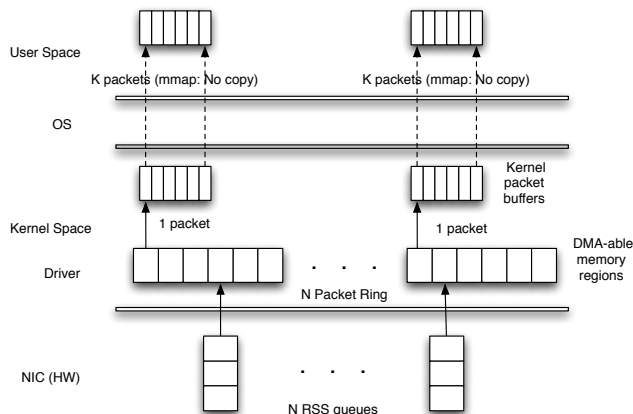 User Space
K packets (mmap: No copy)
K packets (mmap: No copy)
OS
Kernel
packet
buffers
1 packet
1 packet
Kernel Space
DMA-able
memory
regions
Driver
. . .
N Packet Ring
. . .
NIC (HW)
N RSS queues